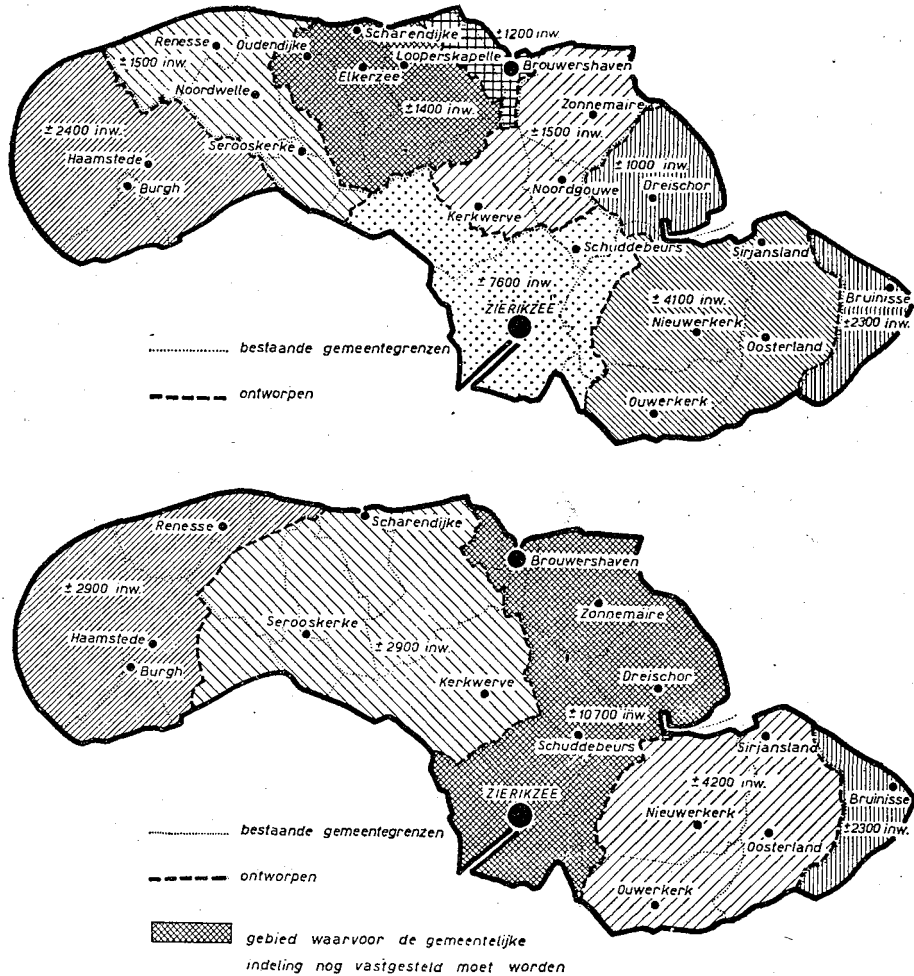 Scharendijke
±1200 inw.
Renesse
Oudendijke
Looperskapelle
Brouwershaven
±1500 inw.
Elkerzee
Noordwelle
±1400 inw.
Zonnemaire
±2400 inw.
±1500 inw.
Serooskerke
±1000 inw.
Haamstede
Noordgouwe
Dreischor
Burgh
Kerkwerve
Schuddebeurs
Sirjansland
±7600 inw
±4100 inw.
Bruinisse
ZIERIKZEE
Nieuwerkerk
±2300 inw.
Oosterland
bestaande gemeentegrenzen
ontworpen
Ouwerkerk
Renesse
Scharendijke
Brouwershaven
±2900 inw.
Zonnemaire
Serooskerke
Haamstede
±2900 inw.
Burgh
Dreischor
Kerkwerve
±10700 inw
Schuddebeurs
Sirjansland
±4200 inw.
ZIERIKZEE
Bruinisse
Nieuwerkerk
±2300 inw.
bestaande gemeentegrenzen
Oosterland
ontworpen
Ouwerkerk
gebied waarvoor de gemeentelijke
indeling nog vastgesteld moet worden